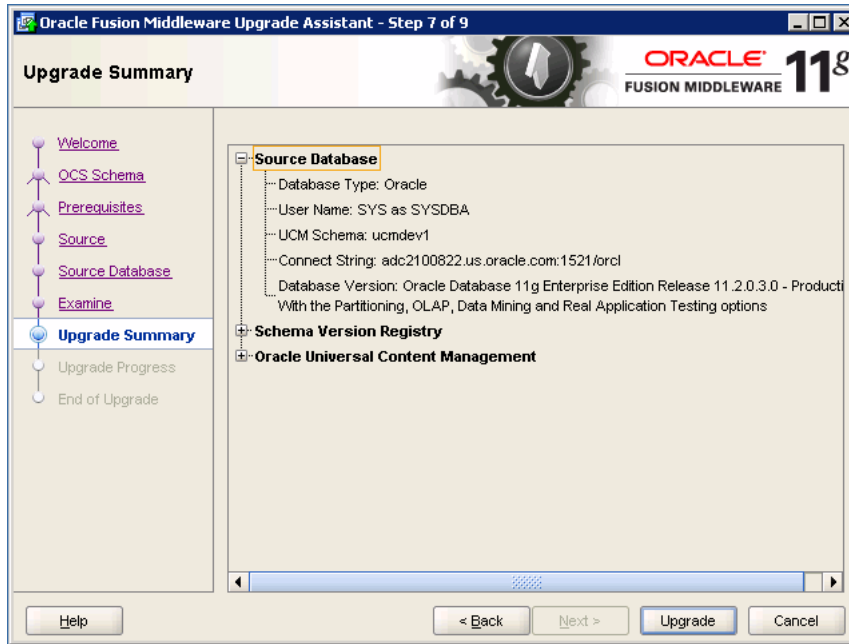 Oracle Fusion Middleware Upgrade Assistant - Step 7 of 9
Upgrade Summary
ORACLE
FUSION MIDDLEWARE 11g
Welcome
OCS Schema
Prerequisites
Source
Source Database
Examine
Upgrade Summary
Upgrade Progress
End of Upgrade
Source Database
Database Type: Oracle
User Name: SYS as SYSDBA
UCM Schema: ucmdev1
Connect String: adc2100822.us.oracle.com:1521/orcl
Database Version: Oracle Database 11g Enterprise Edition Release 11.2.0.3.0 - Producti
With the Partitioning, OLAP, Data Mining and Real Application Testing options
Schema Version Registry
Oracle Universal Content Management
Help
< Back
Next >
Upgrade
Cancel